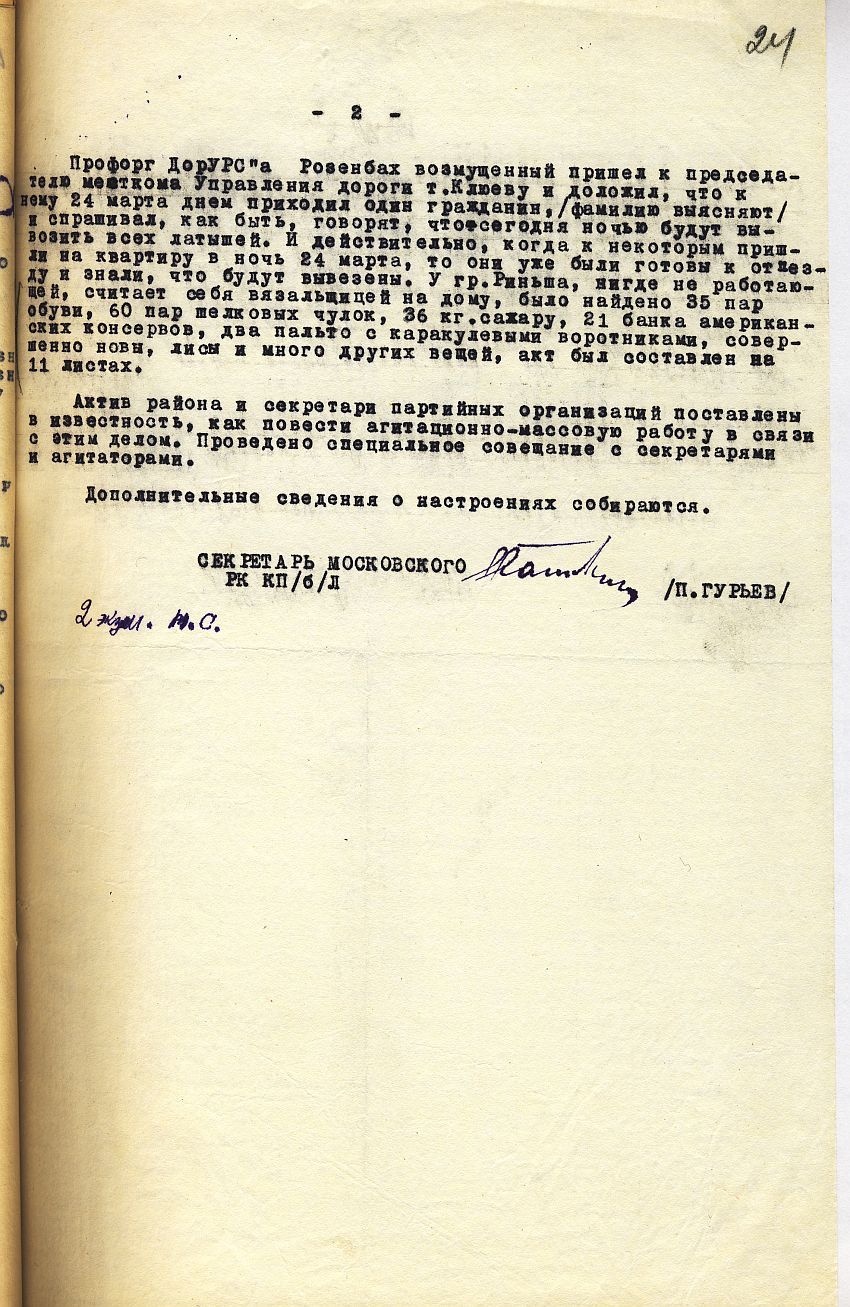 24
- 2 -
Профорг ДорУРС"а Розенбах возмущенный пришел к председа-
телю месткома Управления дороги т.Клюеву и доложил, что к
нему 24 марта днем приходил один гражданин,/фамилию выясняют/
и спрашивал, как быть, говорят, что сегодня ночью будут вы-
возить всех латышей. И действительно, когда к некоторым приш-
ли на квартиру в ночь 24 марта, то они уже были готовы к отъез-
ду и знали, что будут вывезены. У гр.Риньша, нигде не работаю-
щей, считает себя вязальщицей на дому, было найдено 35 пар
обуви, 60 пар шелковых чулок, 36 кг.сахару, 21 банка американ-
ских консервов, два пальто с каракулевыми воротниками, совер-
шенно новы, лисы и много других вещей, акт был составлен на
11 листах.
Актив района и секретари партийных организаций поставлены
в известность, как повести агитационно-массовую работу в связи
с этим делом. Проведено специальное совещание с секретарями
и агитаторами.
Дополнительные сведения о настроениях собираются.
СЕКРЕТАРЬ МОСКОВСКОГО
РК КП/б/Л
/П.ГУРЬЕВ/
2 экзм. Н.С.